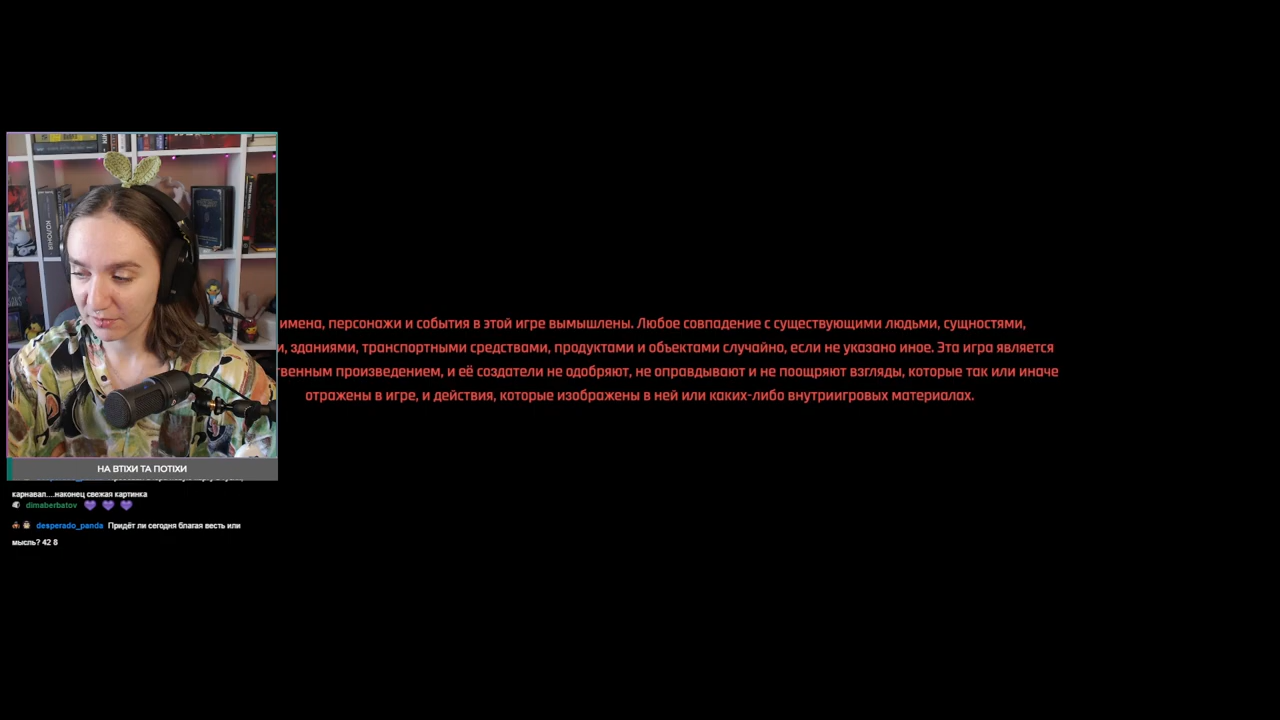 КОЛОНІЯ
имена, персонажи и события в этой игре вымышлены. Любое совпадение с существующими людьми, сущностями,
и, зданиями, транспортными средствами, продуктами и объектами случайно, если не указано иное. Эта игра является
твенным произведением, и её создатели не одобряют, не оправдывают и не поощряют взгляды, которые так или иначе
отражены в игре, и действия, которые изображены в ней или каких-либо внутриигровых материалах.
НА ВТІХИ ТА ПОТІХИ
карнавал....наконец свежая картинка
dimaberbatov
desperado_panda Придёт ли сегодня благая весть или
мысль? 42 8